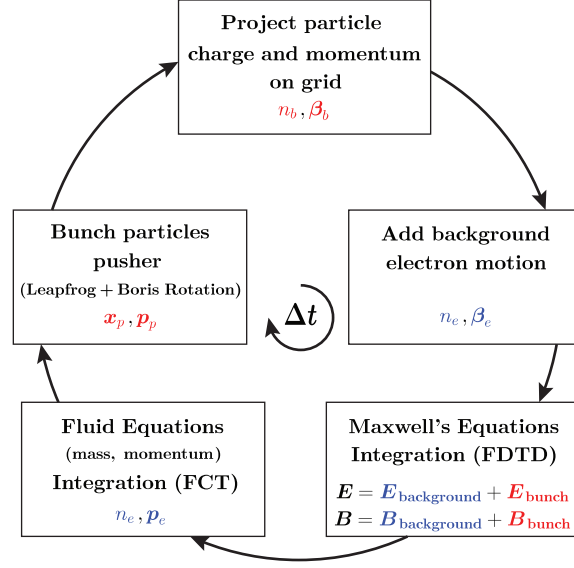 Project particle
charge and momentum
on grid
n_b, β_b
Add background
electron motion
n_e, β_e
Maxwell's Equations
Integration (FDTD)
E = E_background + E_bunch
B = B_background + B_bunch
Fluid Equations
(mass, momentum)
Integration (FCT)
n_e, p_e
Bunch particles
pusher
(Leapfrog + Boris Rotation)
x_p, p_p
Δt